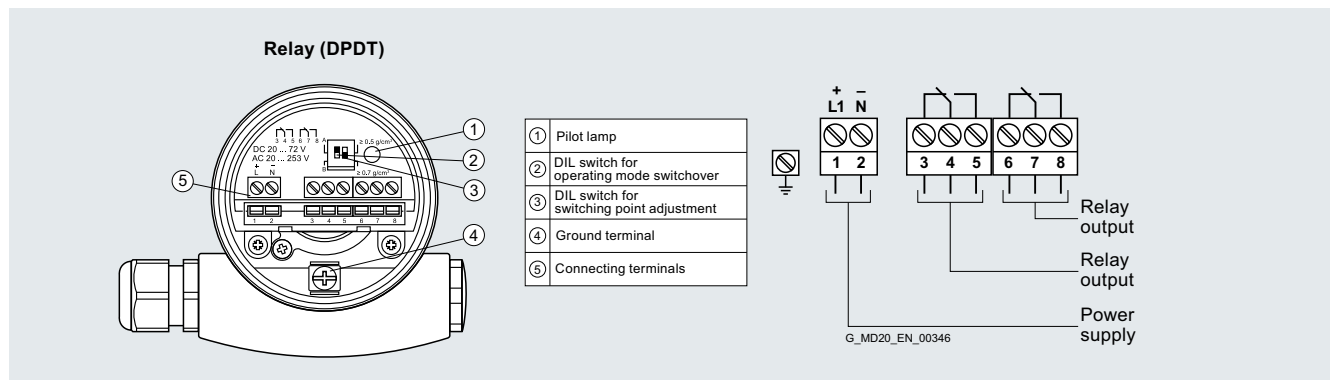 Relay (DPDT)
3 4 5 6 7 8
DC 20 ... 72 V
AC 20 ... 253 V
+ –
L N
A
B
≥ 0.5 g/cm³
≥ 0.7 g/cm³
1 2 3 4 5 6 7 8
1
2
3
4
5
1 Pilot lamp
2 DIL switch for
operating mode switchover
3 DIL switch for
switching point adjustment
4 Ground terminal
5 Connecting terminals
+ –
L1 N
1 2 3 4 5 6 7 8
Relay
output
Relay
output
Power
supply
G_MD20_EN_00346